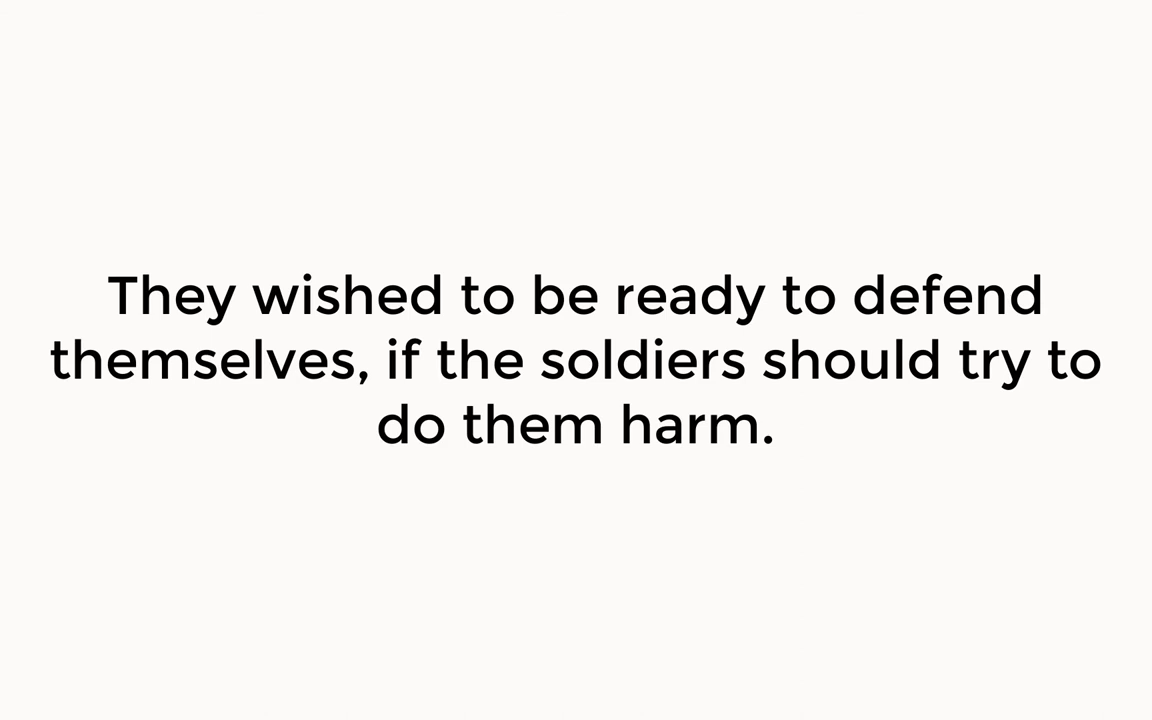 They wished to be ready to defend
themselves, if the soldiers should try to
do them harm.